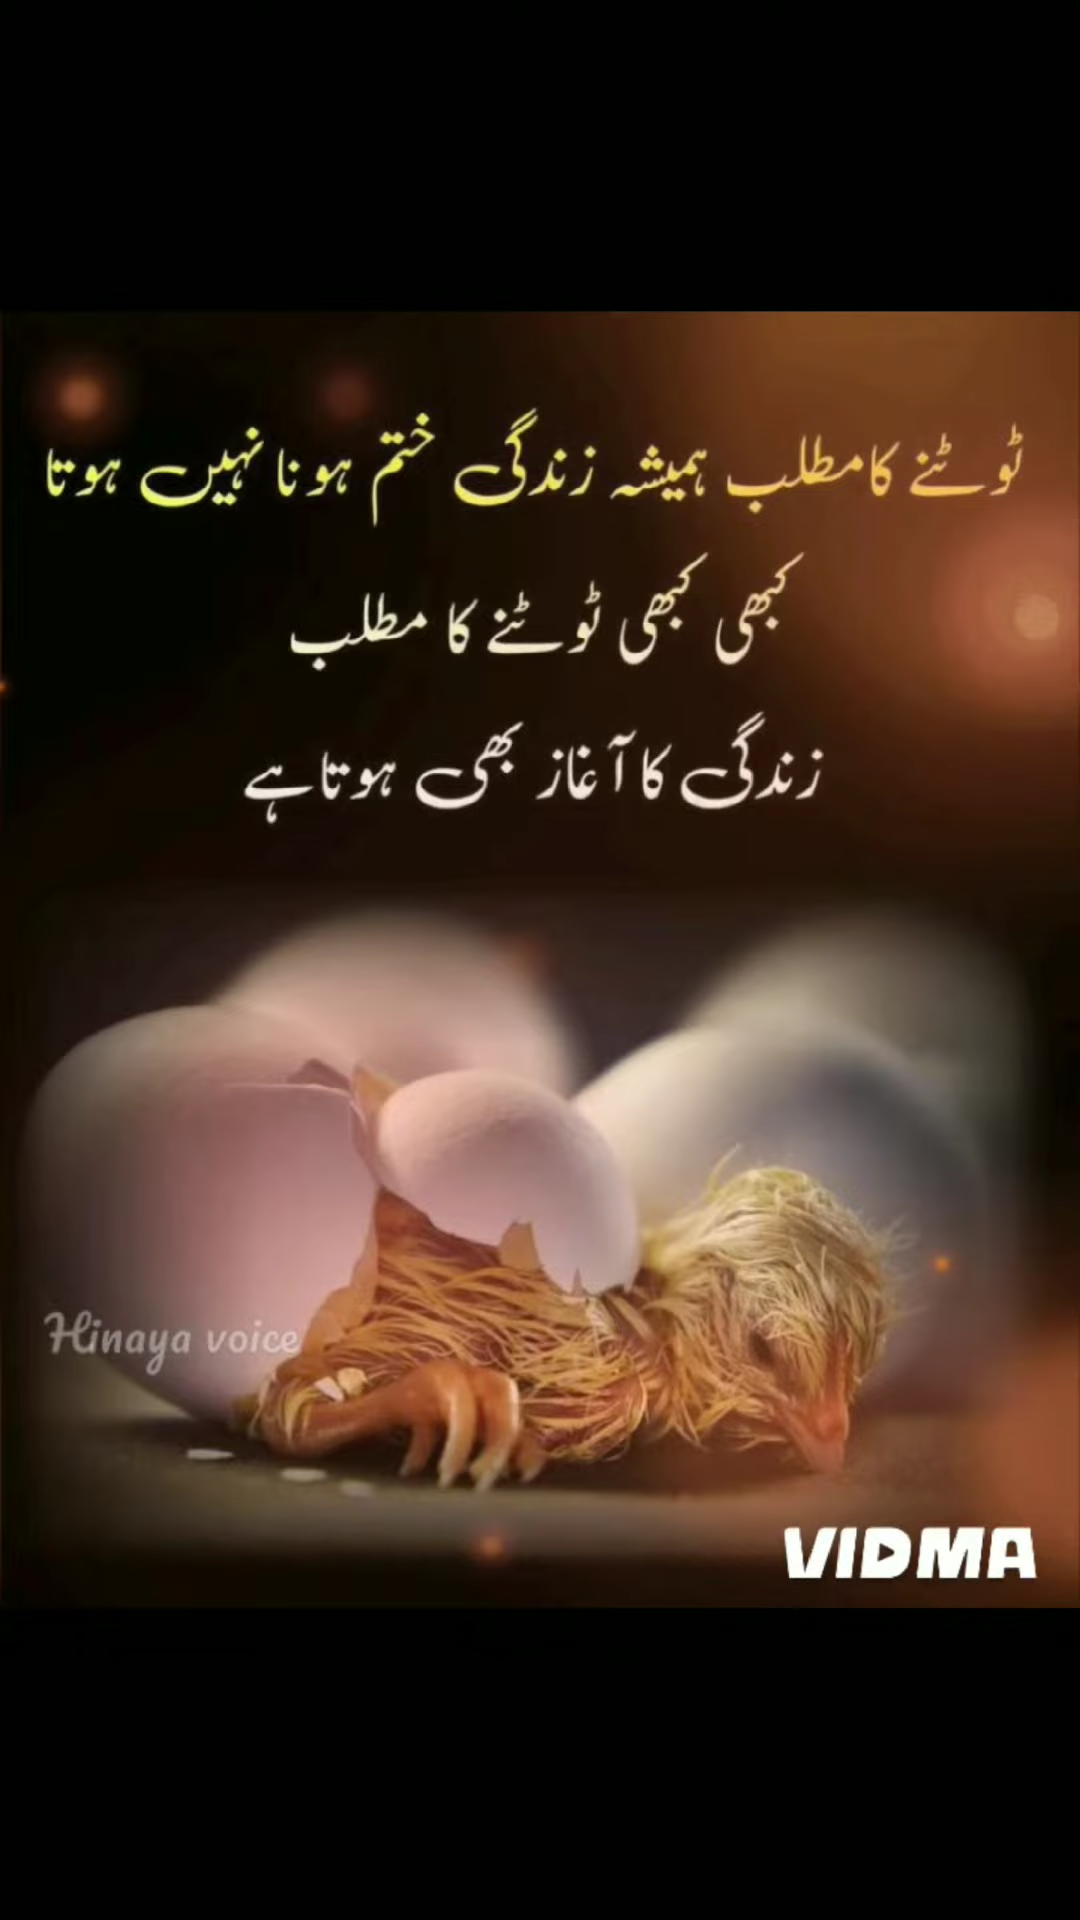 ٹوٹنے کا مطلب ہمیشہ زندگی ختم ہونا نہیں ہوتا
کبھی کبھی ٹوٹنے کا مطلب
زندگی کا آغاز بھی ہوتا ہے
Hinaya voice
VIDMA